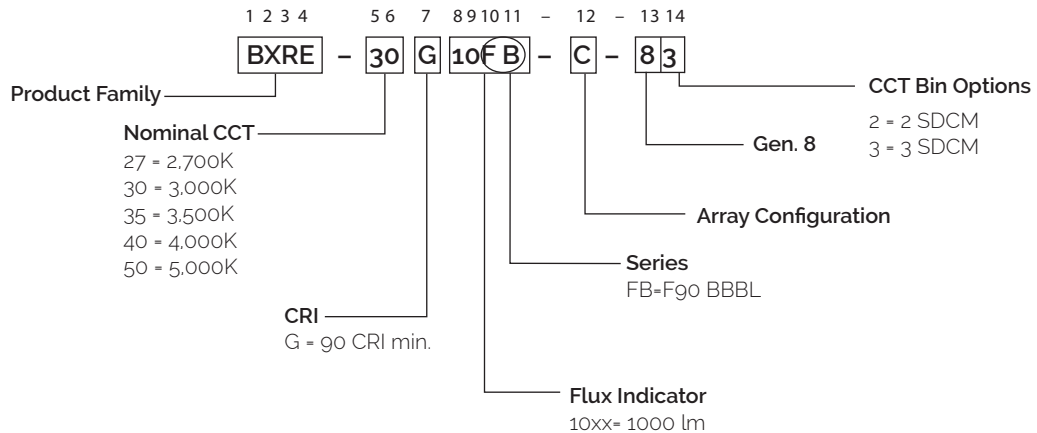 1 2 3 4 5 6 7 8 9 10 11 – 12 – 13 14
BXRE – 30 G 10F B – C – 8 3
Product Family
CCT Bin Options
2 = 2 SDCM
3 = 3 SDCM
Nominal CCT
27 = 2,700K
30 = 3,000K
35 = 3,500K
40 = 4,000K
50 = 5,000K
Gen. 8
Array Configuration
Series
FB=F90 BBBL
CRI
G = 90 CRI min.
Flux Indicator
10xx= 1000 lm